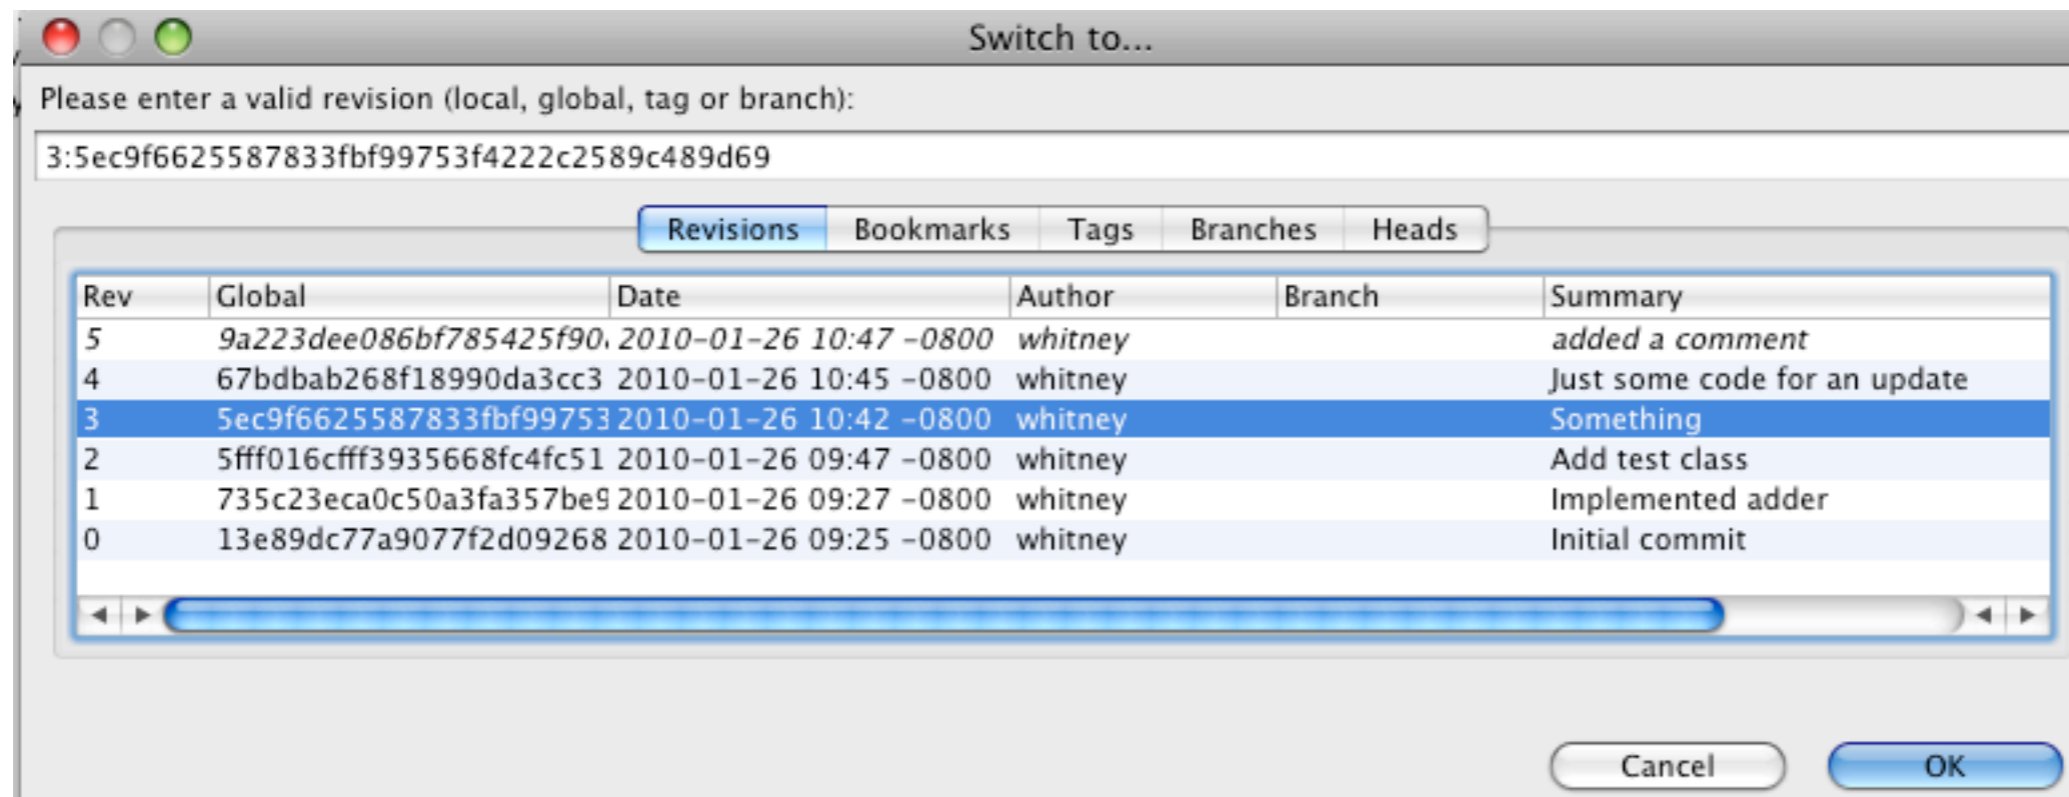 Switch to...
Please enter a valid revision (local, global, tag or branch):
3:5ec9f6625587833fbf99753f4222c2589c489d69
Revisions Bookmarks Tags Branches Heads
Rev Global Date Author Branch Summary
5 9a223dee086bf785425f90 2010-01-26 10:47 -0800 whitney added a comment
4 67bdbab268f18990da3cc3 2010-01-26 10:45 -0800 whitney Just some code for an update
3 5ec9f6625587833fbf99753 2010-01-26 10:42 -0800 whitney Something
2 5fff016cfff3935668fc4fc51 2010-01-26 09:47 -0800 whitney Add test class
1 735c23eca0c50a3fa357be9 2010-01-26 09:27 -0800 whitney Implemented adder
0 13e89dc77a9077f2d09268 2010-01-26 09:25 -0800 whitney Initial commit
Cancel OK